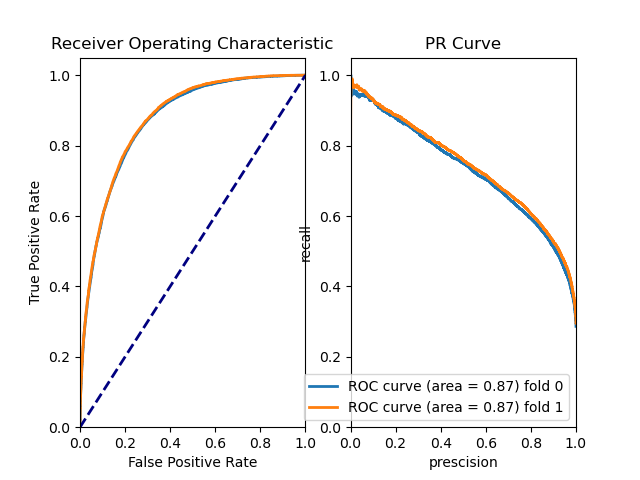 Receiver Operating Characteristic
True Positive Rate
1.0
0.8
0.6
0.4
0.2
0.0
0.0 0.2 0.4 0.6 0.8 1.0
False Positive Rate
PR Curve
recall
1.0
0.8
0.6
0.4
0.2
0.0
ROC curve (area = 0.87) fold 0
ROC curve (area = 0.87) fold 1
0.0 0.2 0.4 0.6 0.8 1.0
prescision